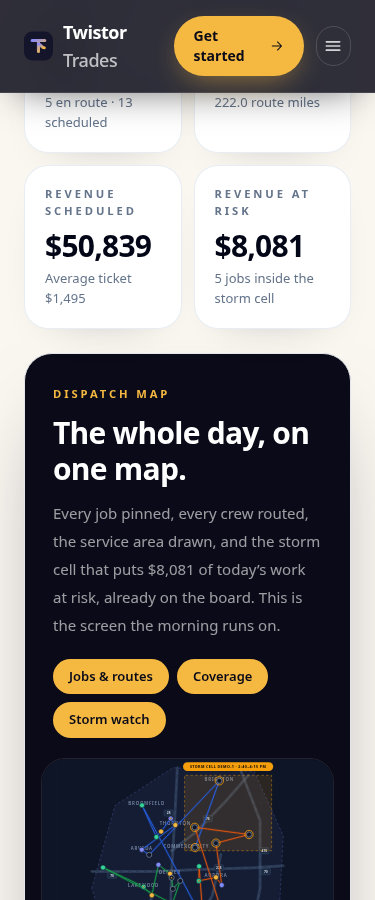 Twistor
Trades
Get
started
5 en route · 13
scheduled
222.0 route miles
REVENUE
SCHEDULED
$50,839
Average ticket
$1,495
REVENUE AT
RISK
$8,081
5 jobs inside the
storm cell
DISPATCH MAP
The whole day, on
one map.
Every job pinned, every crew routed,
the service area drawn, and the storm
cell that puts $8,081 of today’s work
at risk, already on the board. This is
the screen the morning runs on.
Jobs & routes
Coverage
Storm watch
BROOMFIELD